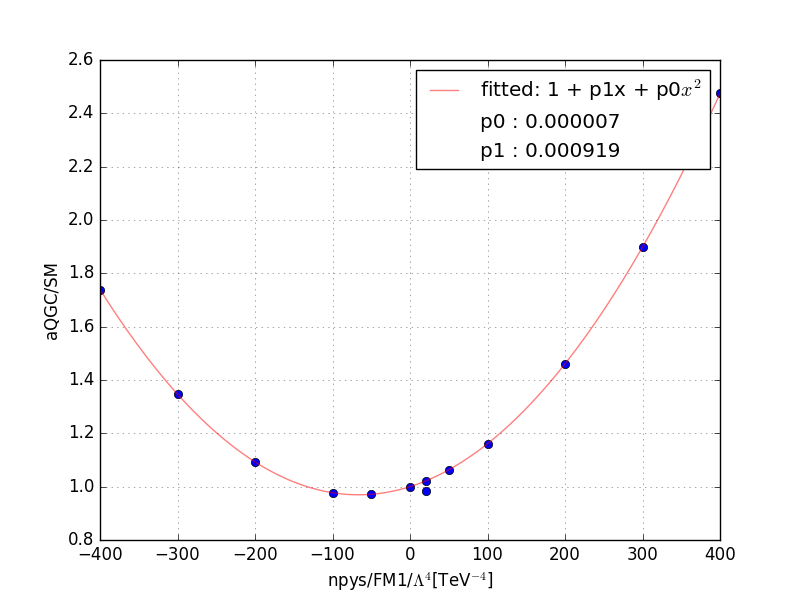 2.6
2.4
2.2
2.0
1.8
1.6
1.4
1.2
1.0
0.8
aQGC/SM
fitted: 1 + p1x + p0x²
p0 : 0.000007
p1 : 0.000919
−400 −300 −200 −100 0 100 200 300 400
npys/FM1/Λ⁴[TeV⁻⁴]